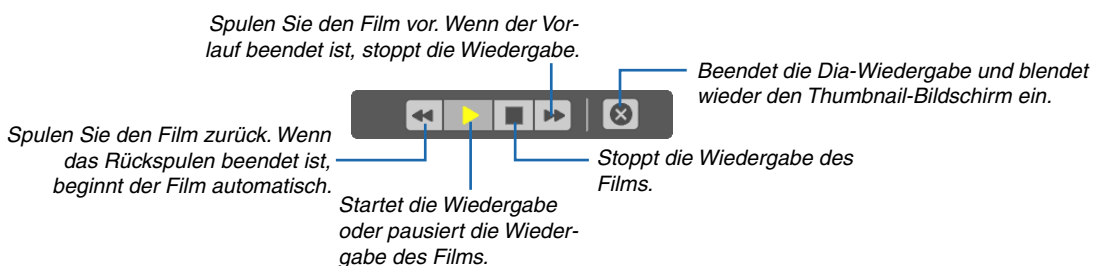 Spulen Sie den Film vor. Wenn der Vor-
lauf beendet ist, stoppt die Wiedergabe.
Beendet die Dia-Wiedergabe und blendet
wieder den Thumbnail-Bildschirm ein.
Spulen Sie den Film zurück. Wenn
das Rückspulen beendet ist,
beginnt der Film automatisch.
Stoppt die Wiedergabe des
Films.
Startet die Wiedergabe
oder pausiert die Wieder-
gabe des Films.